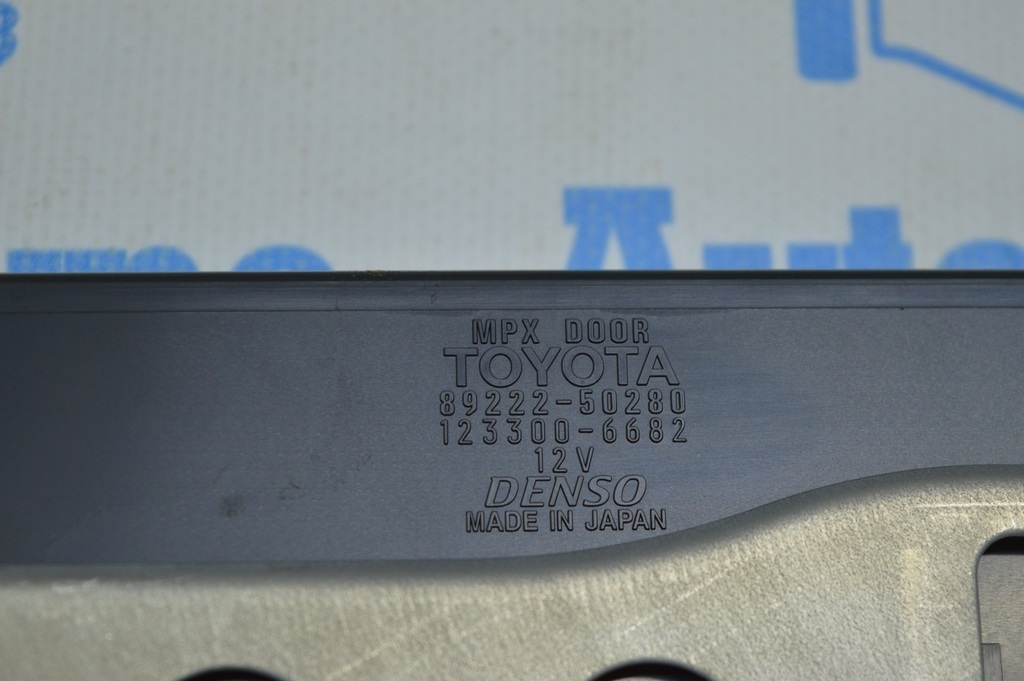 MPX DOOR
TOYOTA
89222-50280
123300-6682
12V
DENSO
MADE IN JAPAN